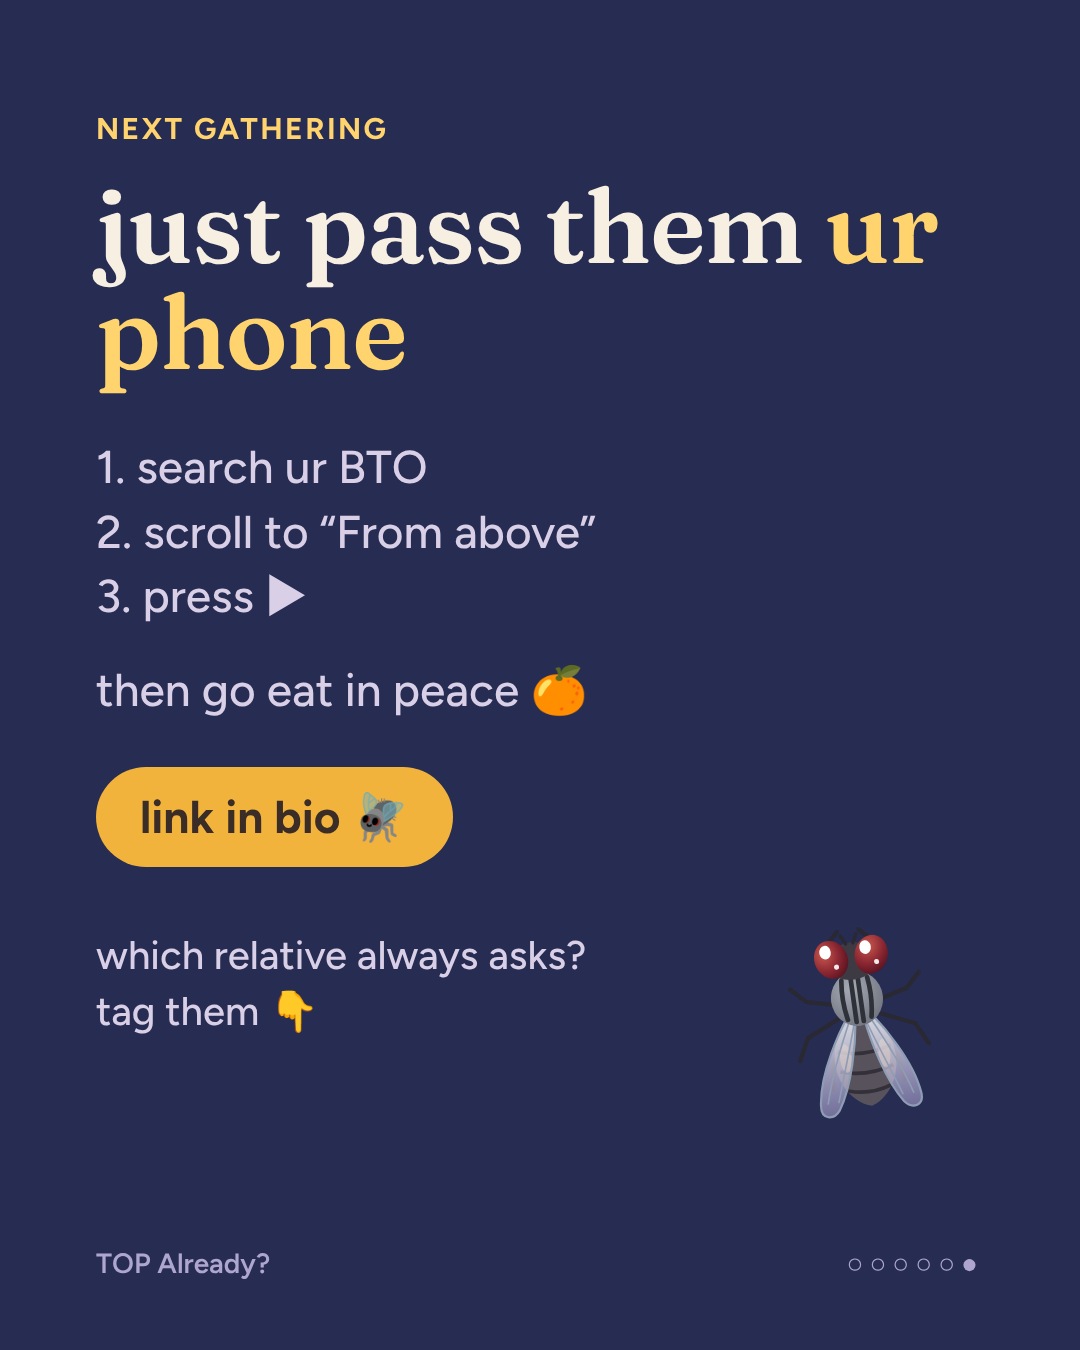 NEXT GATHERING
just pass them ur
phone
1. search ur BTO
2. scroll to “From above”
3. press ▶
then go eat in peace 🍊
link in bio 🪰
which relative always asks?
tag them 👇
TOP Already?